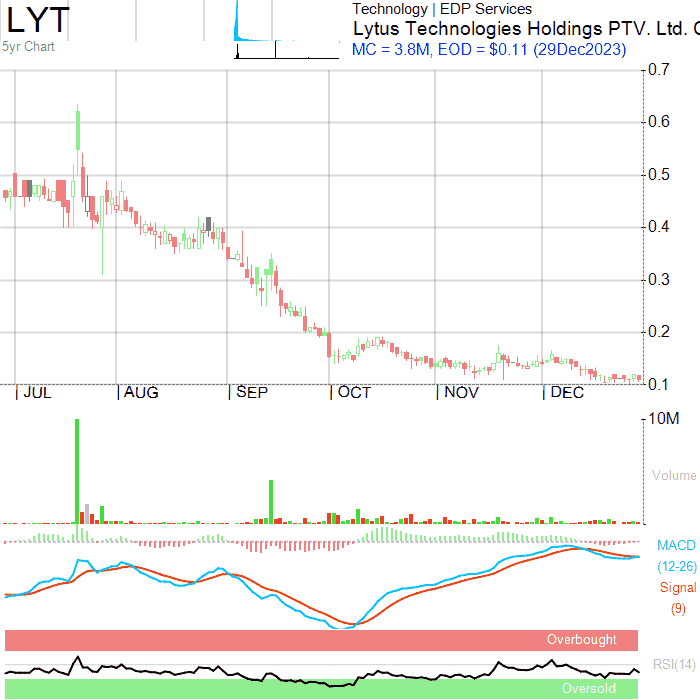 LYT
5yr Chart
Technology | EDP Services
Lytus Technologies Holdings PTV. Ltd.
MC = 3.8M, EOD = $0.11 (29Dec2023)
0.7
0.6
0.5
0.4
0.3
0.2
0.1
JUL AUG SEP OCT NOV DEC
10M
Volume
MACD
(12-26)
Signal
(9)
Overbought
RSI(14)
Oversold